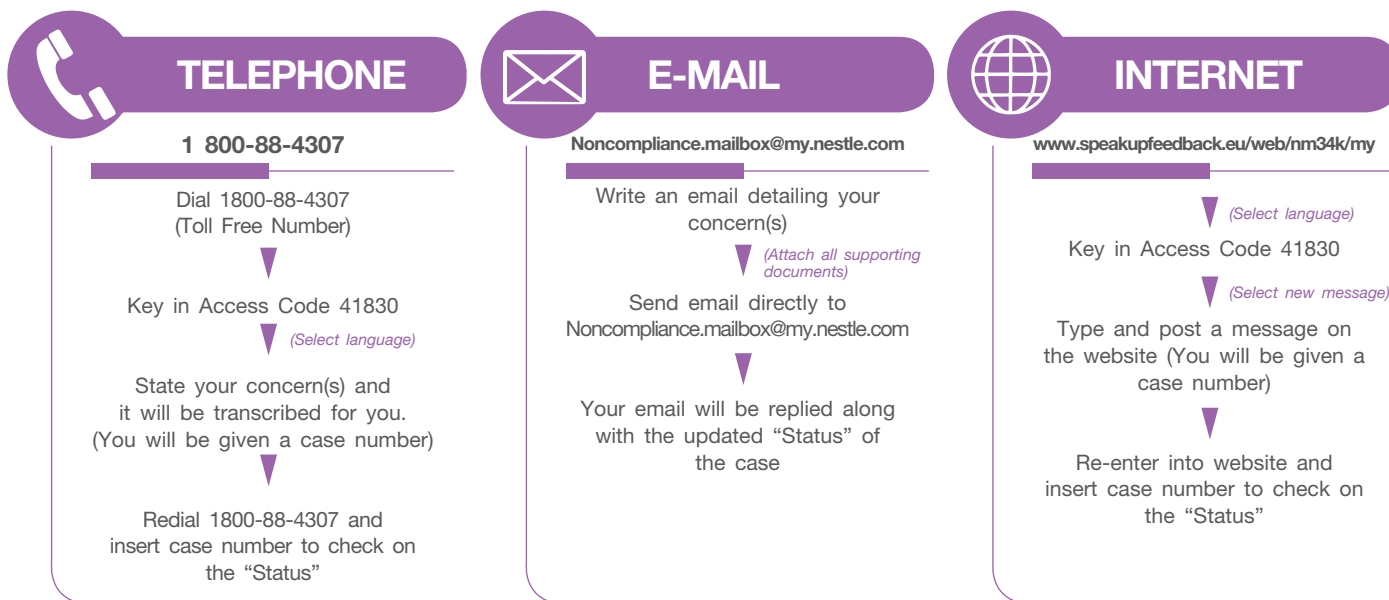 TELEPHONE
1 800-88-4307
Dial 1800-88-4307
(Toll Free Number)
Key in Access Code 41830
(Select language)
State your concern(s) and
it will be transcribed for you.
(You will be given a case number)
Redial 1800-88-4307 and
insert case number to check on
the “Status”
E-MAIL
Noncompliance.mailbox@my.nestle.com
Write an email detailing your
concern(s)
(Attach all supporting
documents)
Send email directly to
Noncompliance.mailbox@my.nestle.com
Your email will be replied along
with the updated “Status” of
the case
INTERNET
www.speakupfeedback.eu/web/nm34k/my
(Select language)
Key in Access Code 41830
(Select new message)
Type and post a message on
the website (You will be given a
case number)
Re-enter into website and
insert case number to check on
the “Status”